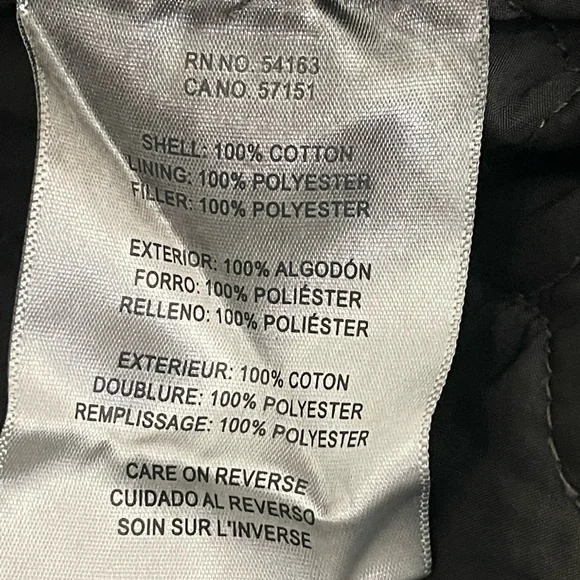 RN NO. 54163
CA NO. 57151
SHELL: 100% COTTON
LINING: 100% POLYESTER
FILLER: 100% POLYESTER
EXTERIOR: 100% ALGODÓN
FORRO: 100% POLIÉSTER
RELLENO: 100% POLIÉSTER
EXTERIEUR: 100% COTON
DOUBLURE: 100% POLYESTER
REMPLISSAGE: 100% POLYESTER
CARE ON REVERSE
CUIDADO AL REVERSO
SOIN SUR L'INVERSE